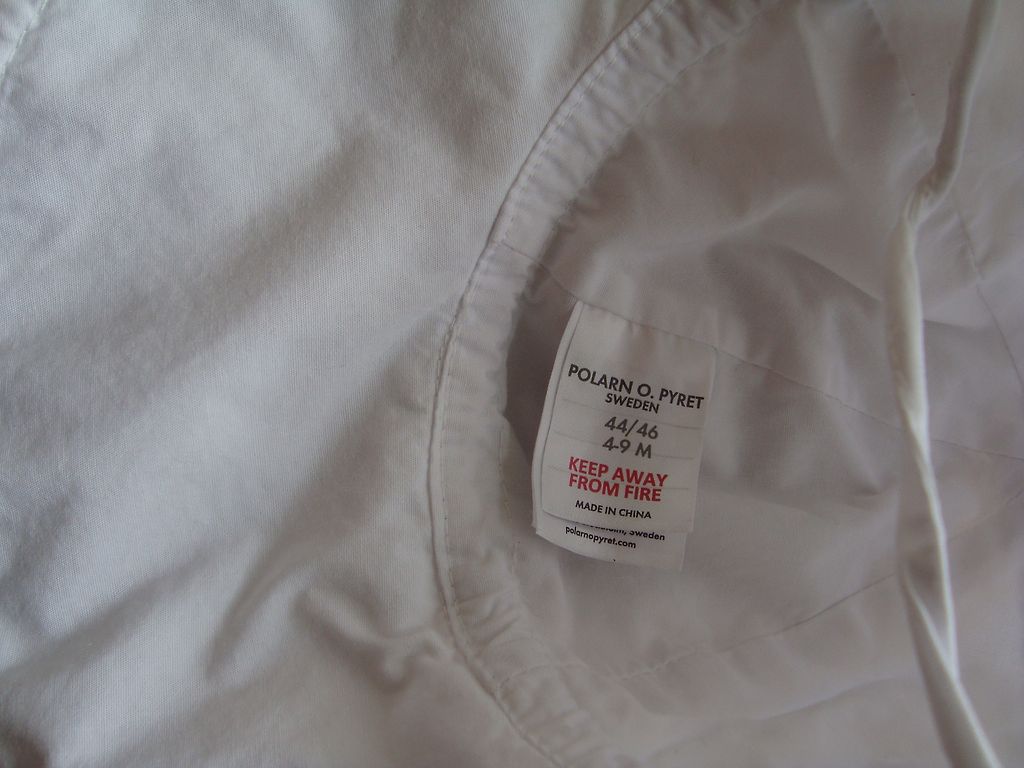 POLARN O. PYRET
SWEDEN
44/46
4-9 M
KEEP AWAY
FROM FIRE
MADE IN CHINA
Sweden
polarnopyret.com